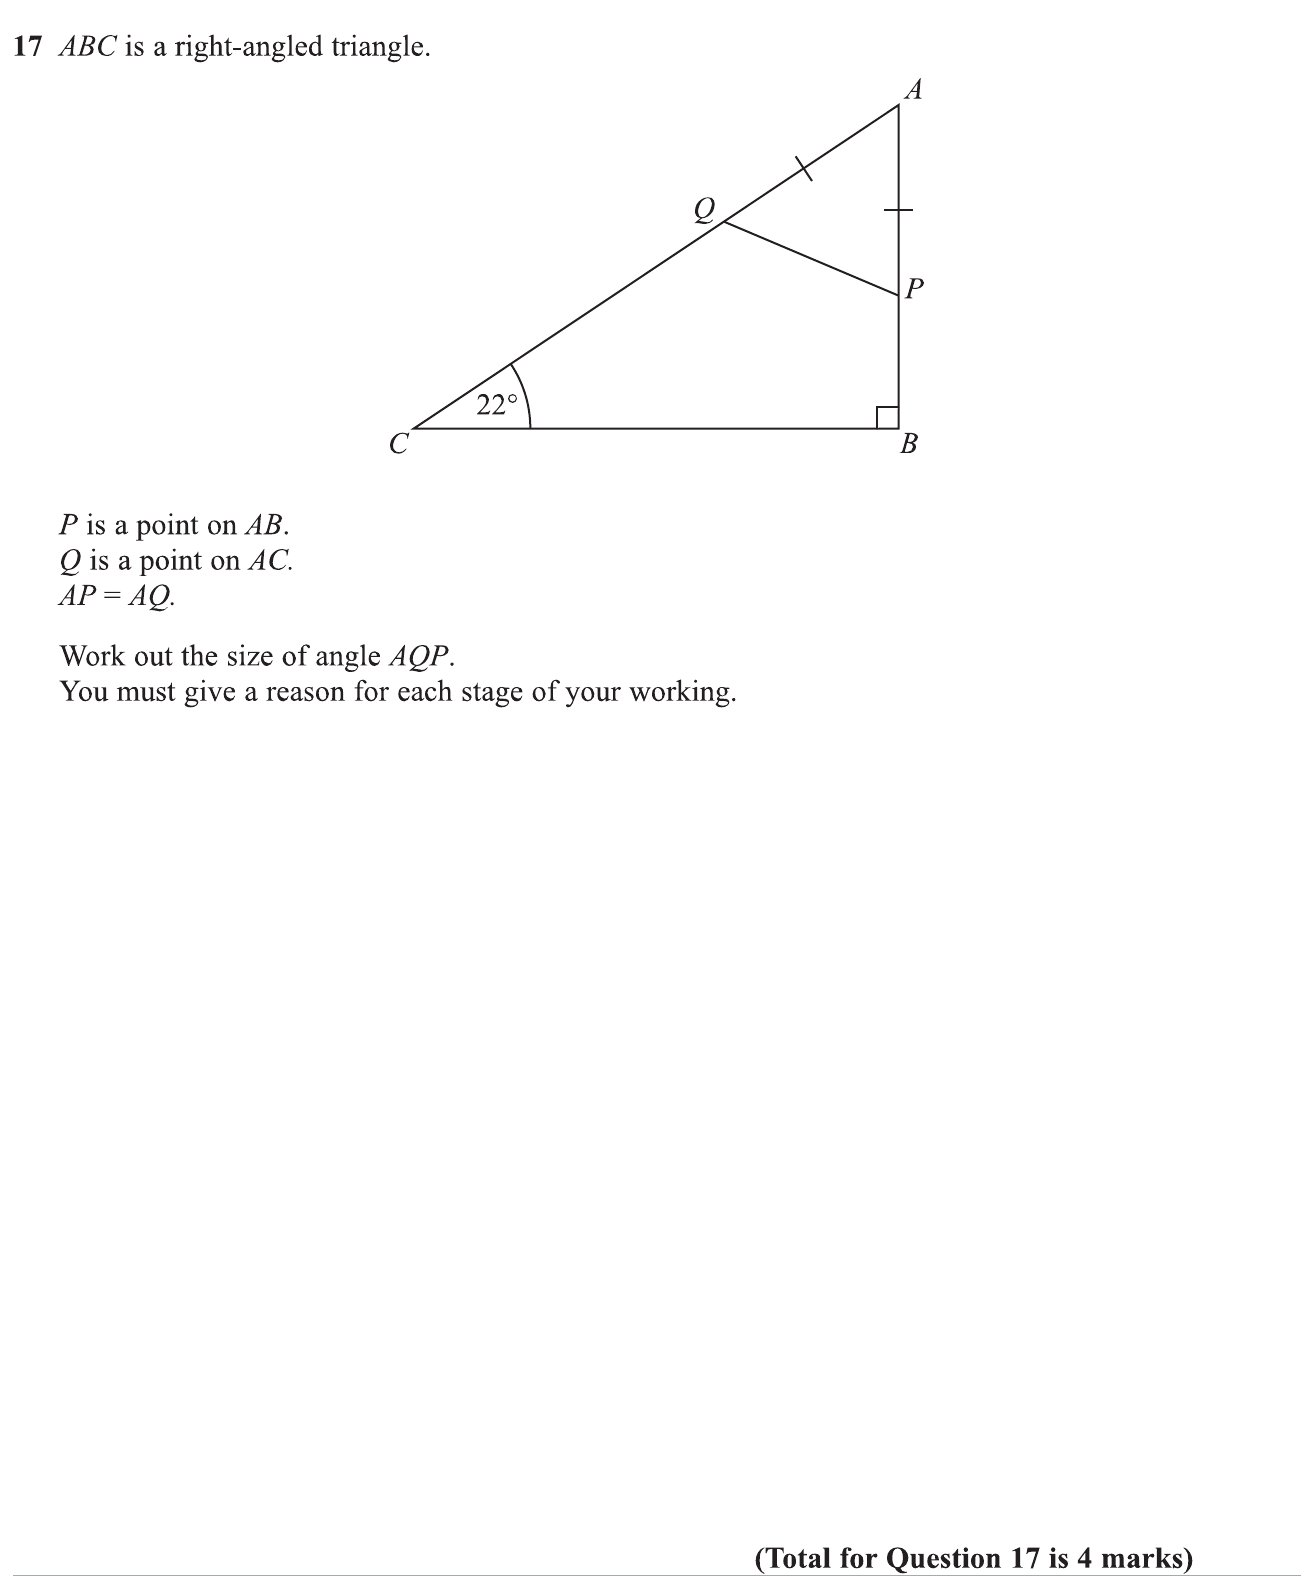 17 ABC is a right-angled triangle.
A
Q
P
22°
C
B
P is a point on AB.
Q is a point on AC.
AP = AQ.
Work out the size of angle AQP.
You must give a reason for each stage of your working.
(Total for Question 17 is 4 marks)